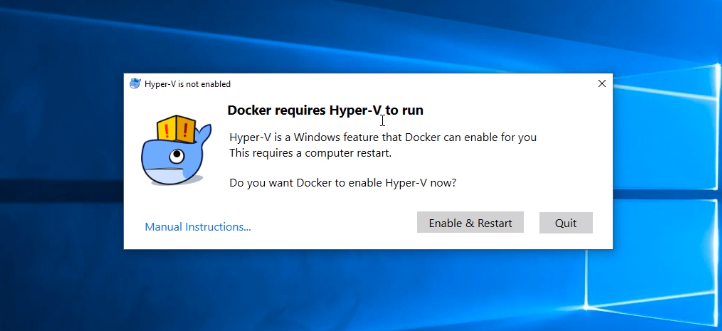 Hyper-V is not enabled
Docker requires Hyper-V to run
Hyper-V is a Windows feature that Docker can enable for you
This requires a computer restart.
Do you want Docker to enable Hyper-V now?
Manual Instructions...
Enable & Restart
Quit